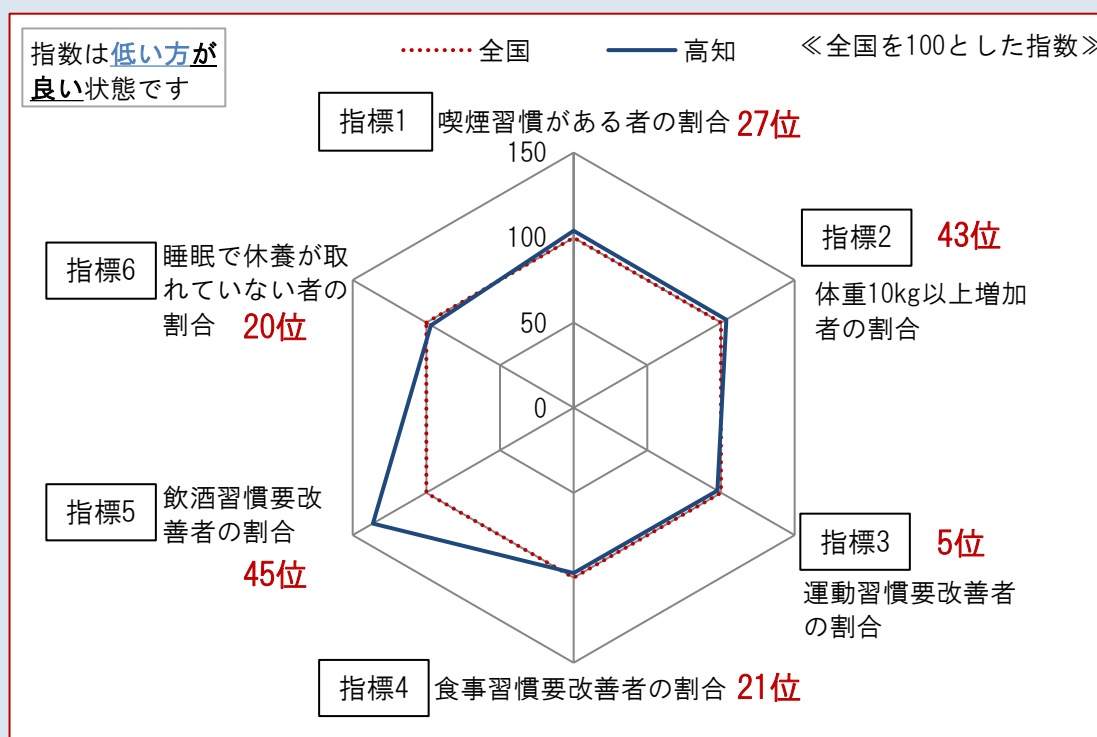 指数は低い方が
良い状態です
全国
高知
≪全国を100とした指数≫
指標1
喫煙習慣がある者の割合 27位
150
100
50
0
指標2
43位
体重10kg以上増加
者の割合
指標3
5位
運動習慣要改善者
の割合
指標4
食事習慣要改善者の割合 21位
指標5
飲酒習慣要改
善者の割合
45位
指標6
睡眠で休養が取
れていない者の
割合 20位